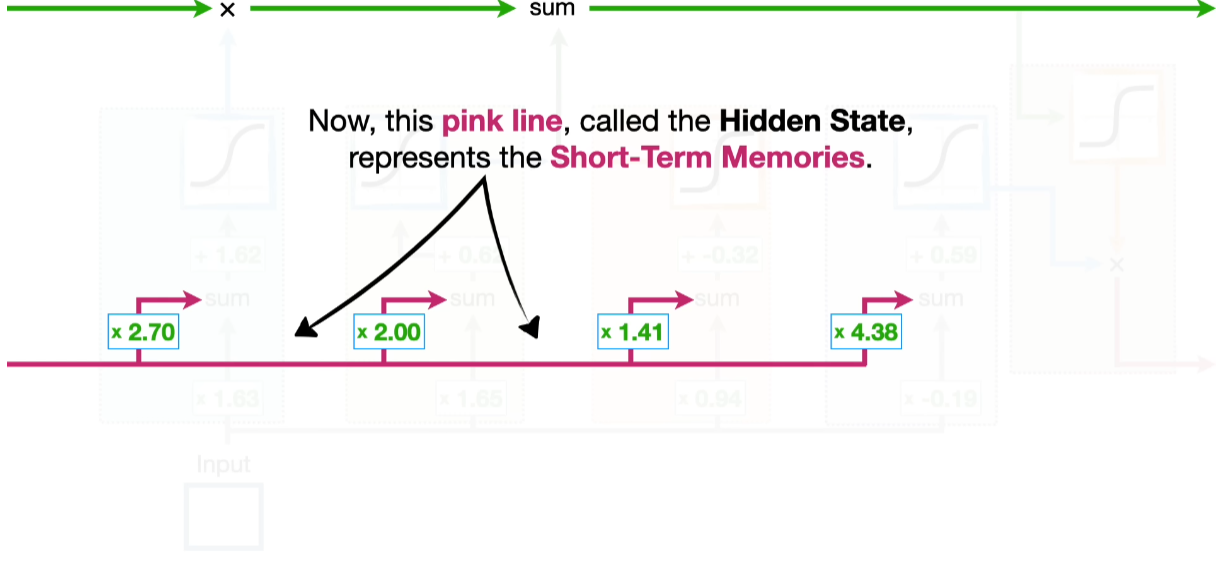 × sum
Now, this pink line, called the Hidden State,
represents the Short-Term Memories.
+ 1.62 + 0.62 + -0.32 + 0.59 ×
sum sum sum sum
x 2.70 x 2.00 x 1.41 x 4.38
x 1.63 x 1.65 x 0.94 x -0.19
Input